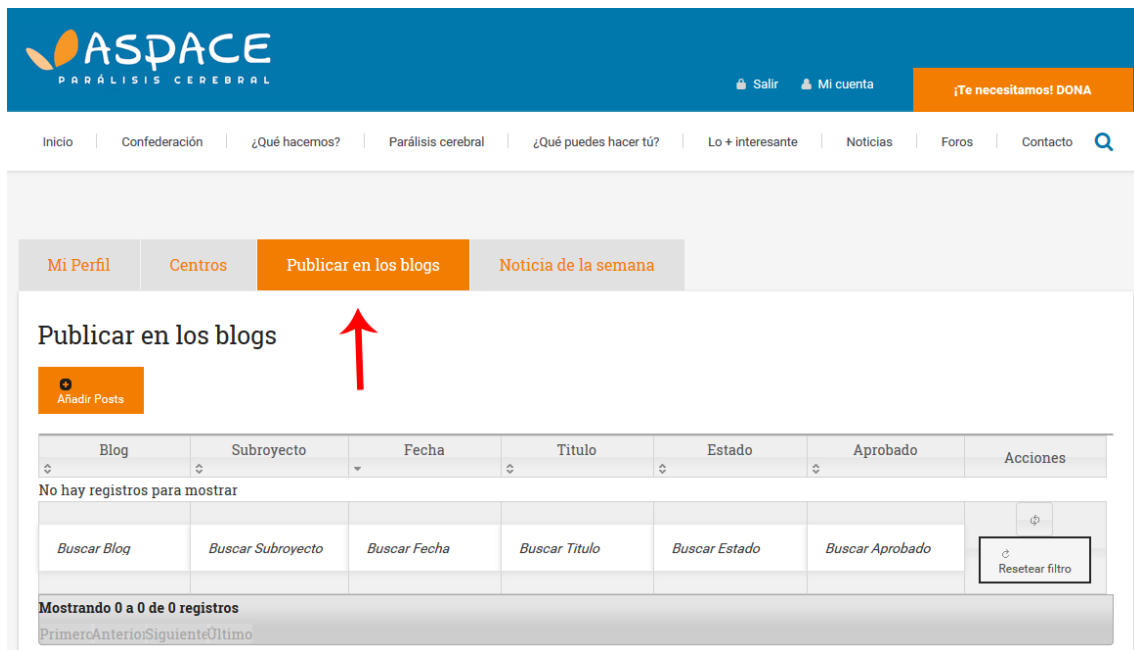 ASPACE
PARÁLISIS CEREBRAL
Salir Mi cuenta ¡Te necesitamos! DONA
Inicio Confederación ¿Qué hacemos? Parálisis cerebral ¿Qué puedes hacer tú? Lo + interesante Noticias Foros Contacto
Mi Perfil Centros Publicar en los blogs Noticia de la semana
Publicar en los blogs
Añadir Posts
Blog Subroyecto Fecha Titulo Estado Aprobado Acciones
No hay registros para mostrar
Buscar Blog Buscar Subroyecto Buscar Fecha Buscar Titulo Buscar Estado Buscar Aprobado
Resetear filtro
Mostrando 0 a 0 de 0 registros
Primero Anterior Siguiente Último